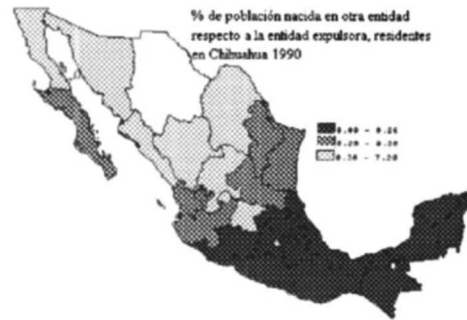 % de población nacida en otra entidad
respecto a la entidad expulsora, residentes
en Chihuahua 1990